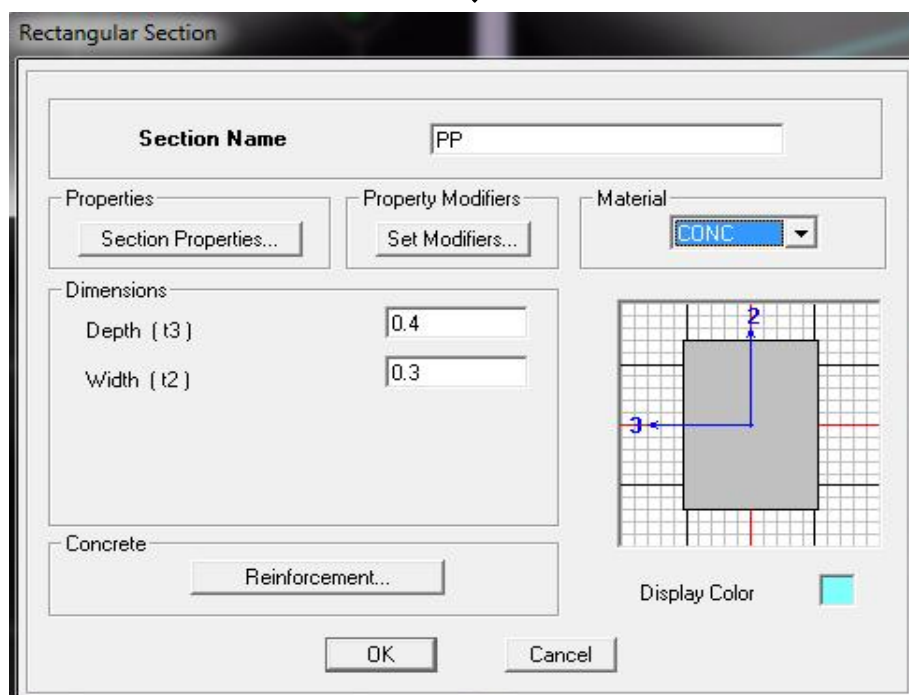 Rectangular Section
Section Name PP
Properties
Section Properties...
Property Modifiers
Set Modifiers...
Material
CONC
Dimensions
Depth ( t3 ) 0.4
Width ( t2 ) 0.3
2
3
Concrete
Reinforcement...
Display Color
OK Cancel